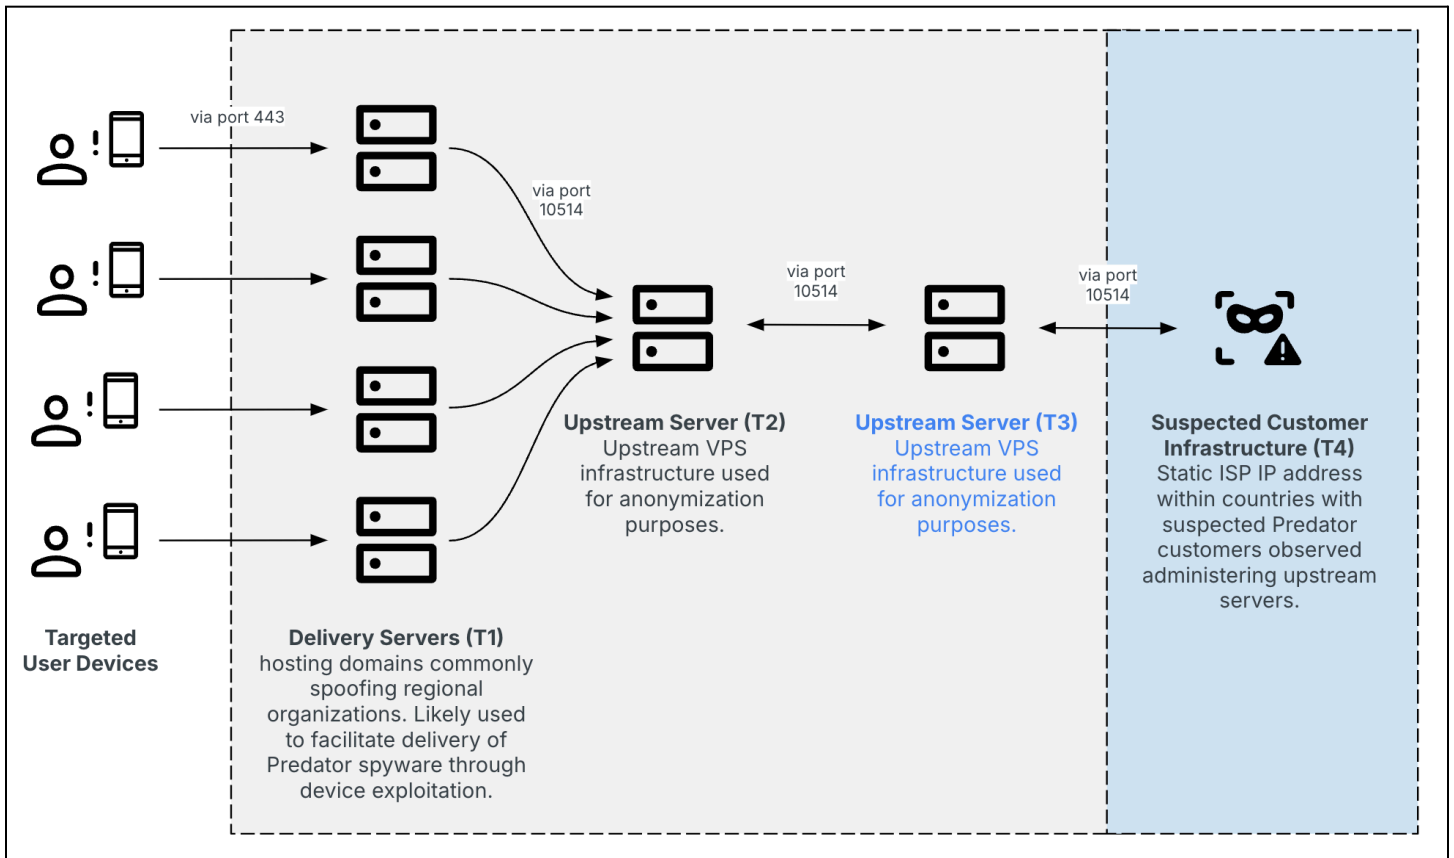 via port 443
via port
10514
via port
10514
via port
10514
Upstream Server (T2)
Upstream VPS
infrastructure used
for anonymization
purposes.
Upstream Server (T3)
Upstream VPS
infrastructure used
for anonymization
purposes.
Suspected Customer
Infrastructure (T4)
Static ISP IP address
within countries with
suspected Predator
customers observed
administering upstream
servers.
Targeted
User Devices
Delivery Servers (T1)
hosting domains commonly
spoofing regional
organizations. Likely used
to facilitate delivery of
Predator spyware through
device exploitation.